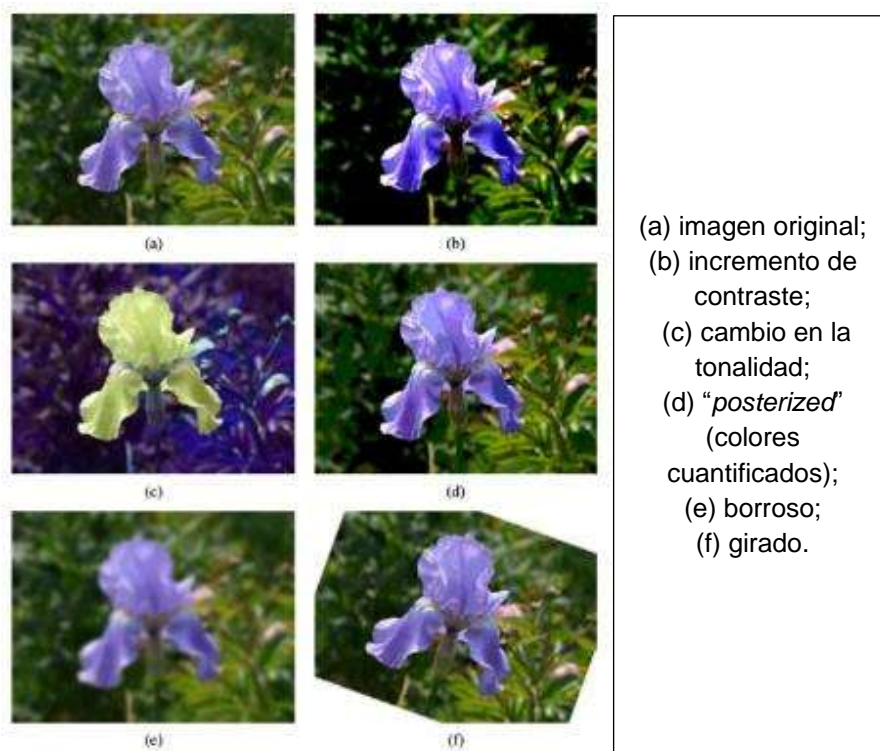 (a)
(b)
(c)
(d)
(e)
(f)
(a) imagen original;
(b) incremento de
contraste;
(c) cambio en la
tonalidad;
(d) “posterized”
(colores
cuantificados);
(e) borroso;
(f) girado.